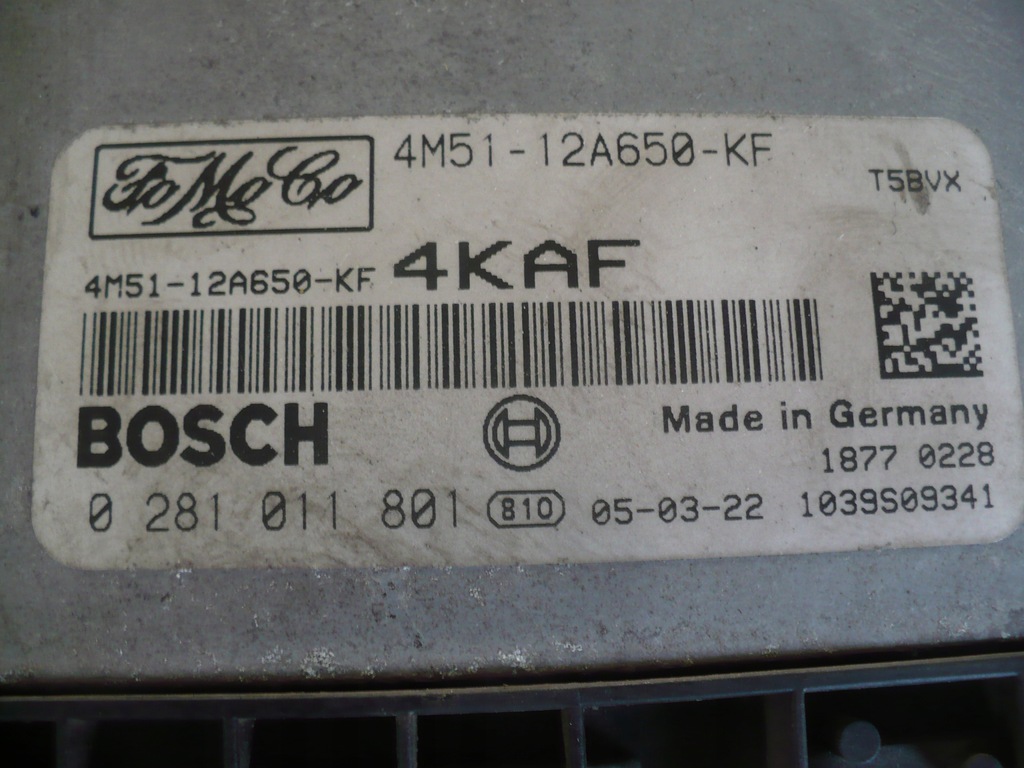 FoMoCo 4M51-12A650-KF
T5BVX
4M51-12A650-KF 4KAF
BOSCH
Made in Germany
1877 0228
0 281 011 801 810 05-03-22 1039S09341